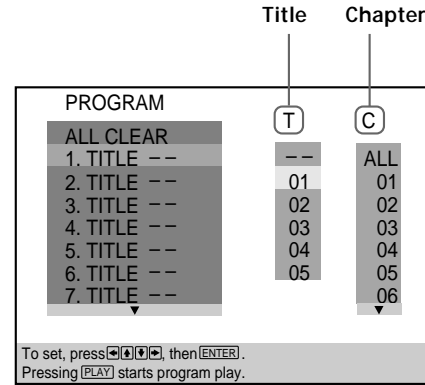 Title Chapter
PROGRAM
T C
ALL CLEAR
1. TITLE – – – – ALL
2. TITLE – – 01 01
3. TITLE – – 02 02
4. TITLE – – 03 03
5. TITLE – – 04 04
6. TITLE – – 05 05
7. TITLE – – 06
To set, press ←↑↓→, then ENTER.
Pressing PLAY starts program play.